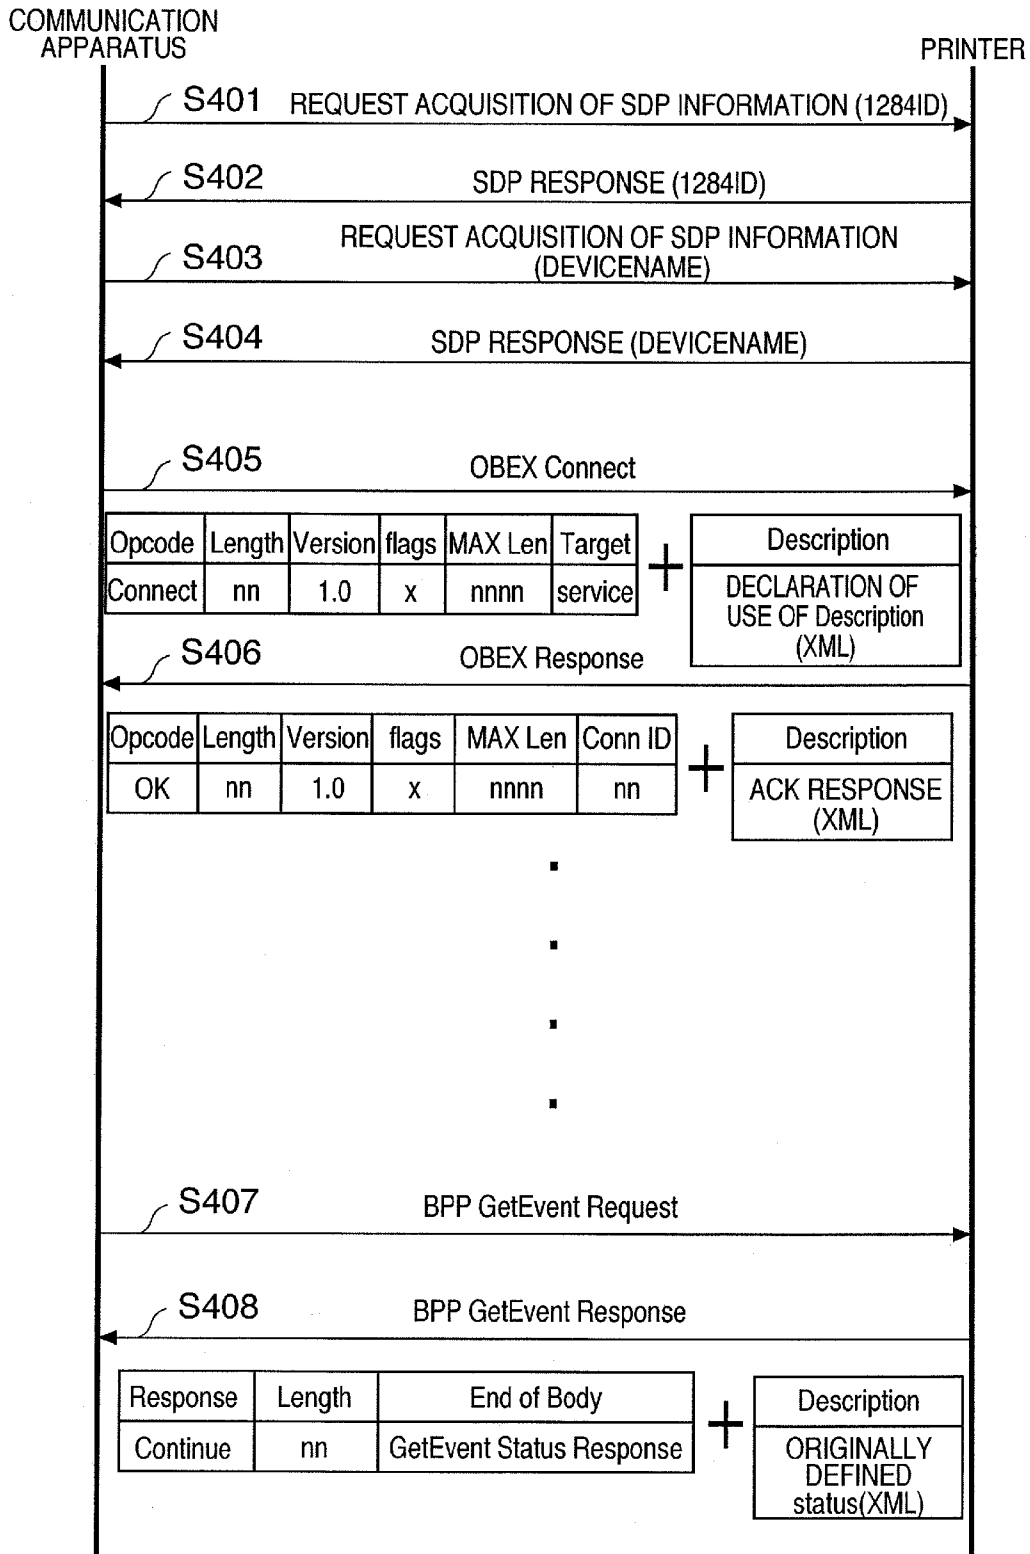 COMMUNICATION
APPARATUS
PRINTER
S401 REQUEST ACQUISITION OF SDP INFORMATION (1284ID)
S402 SDP RESPONSE (1284ID)
REQUEST ACQUISITION OF SDP INFORMATION
S403 (DEVICENAME)
S404 SDP RESPONSE (DEVICENAME)
S405 OBEX Connect
Opcode Length Version flags MAX Len Target
Connect nn 1.0 x nnnn service
+
Description
DECLARATION OF
USE OF Description
(XML)
S406 OBEX Response
Opcode Length Version flags MAX Len Conn ID
OK nn 1.0 x nnnn nn
+
Description
ACK RESPONSE
(XML)
S407 BPP GetEvent Request
S408 BPP GetEvent Response
Response Length End of Body
Continue nn GetEvent Status Response
+
Description
ORIGINALLY
DEFINED
status(XML)